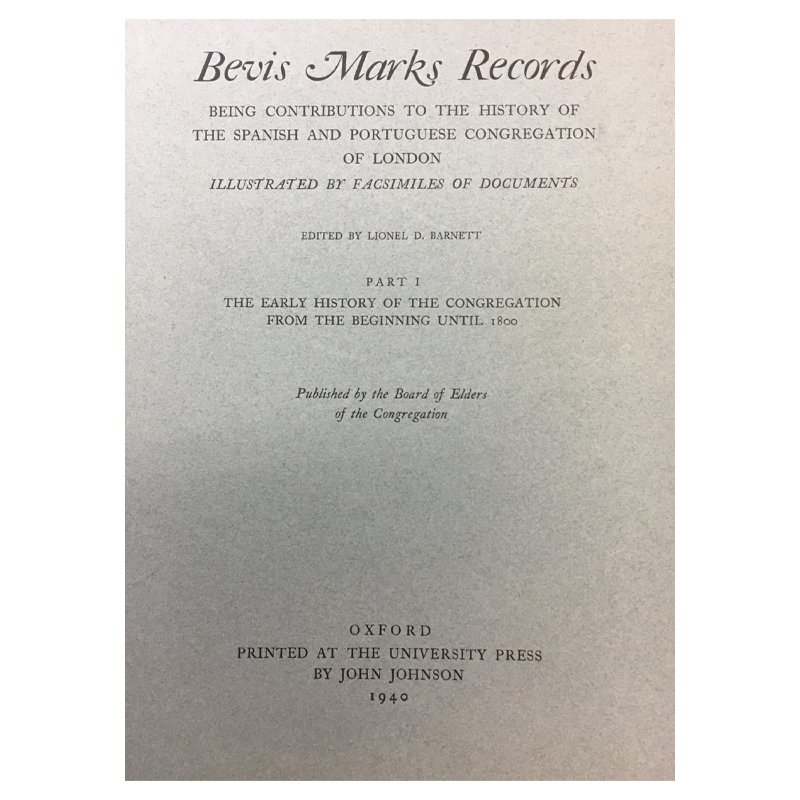 Bevis Marks Records
BEING CONTRIBUTIONS TO THE HISTORY OF
THE SPANISH AND PORTUGUESE CONGREGATION
OF LONDON
ILLUSTRATED BY FACSIMILES OF DOCUMENTS
EDITED BY LIONEL D. BARNETT
PART I
THE EARLY HISTORY OF THE CONGREGATION
FROM THE BEGINNING UNTIL 1800
Published by the Board of Elders
of the Congregation
OXFORD
PRINTED AT THE UNIVERSITY PRESS
BY JOHN JOHNSON
1940